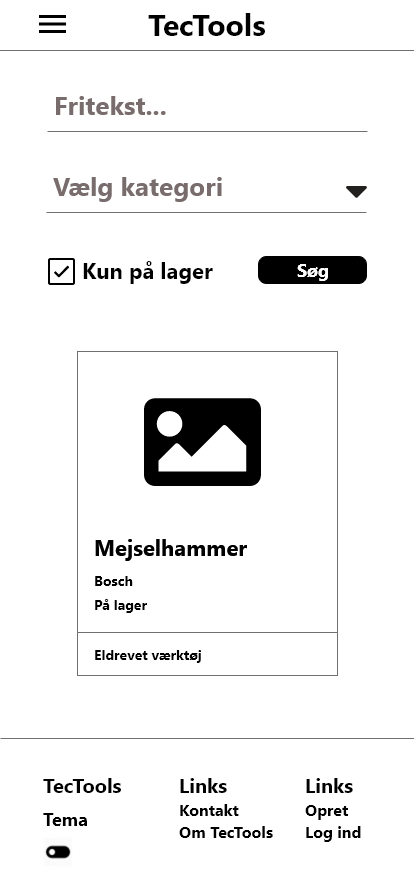 TecTools
Fritekst...
Vælg kategori
Kun på lager
Søg
Mejselhammer
Bosch
På lager
Eldrevet værktøj
TecTools
Tema
Links
Kontakt
Om TecTools
Links
Opret
Log ind